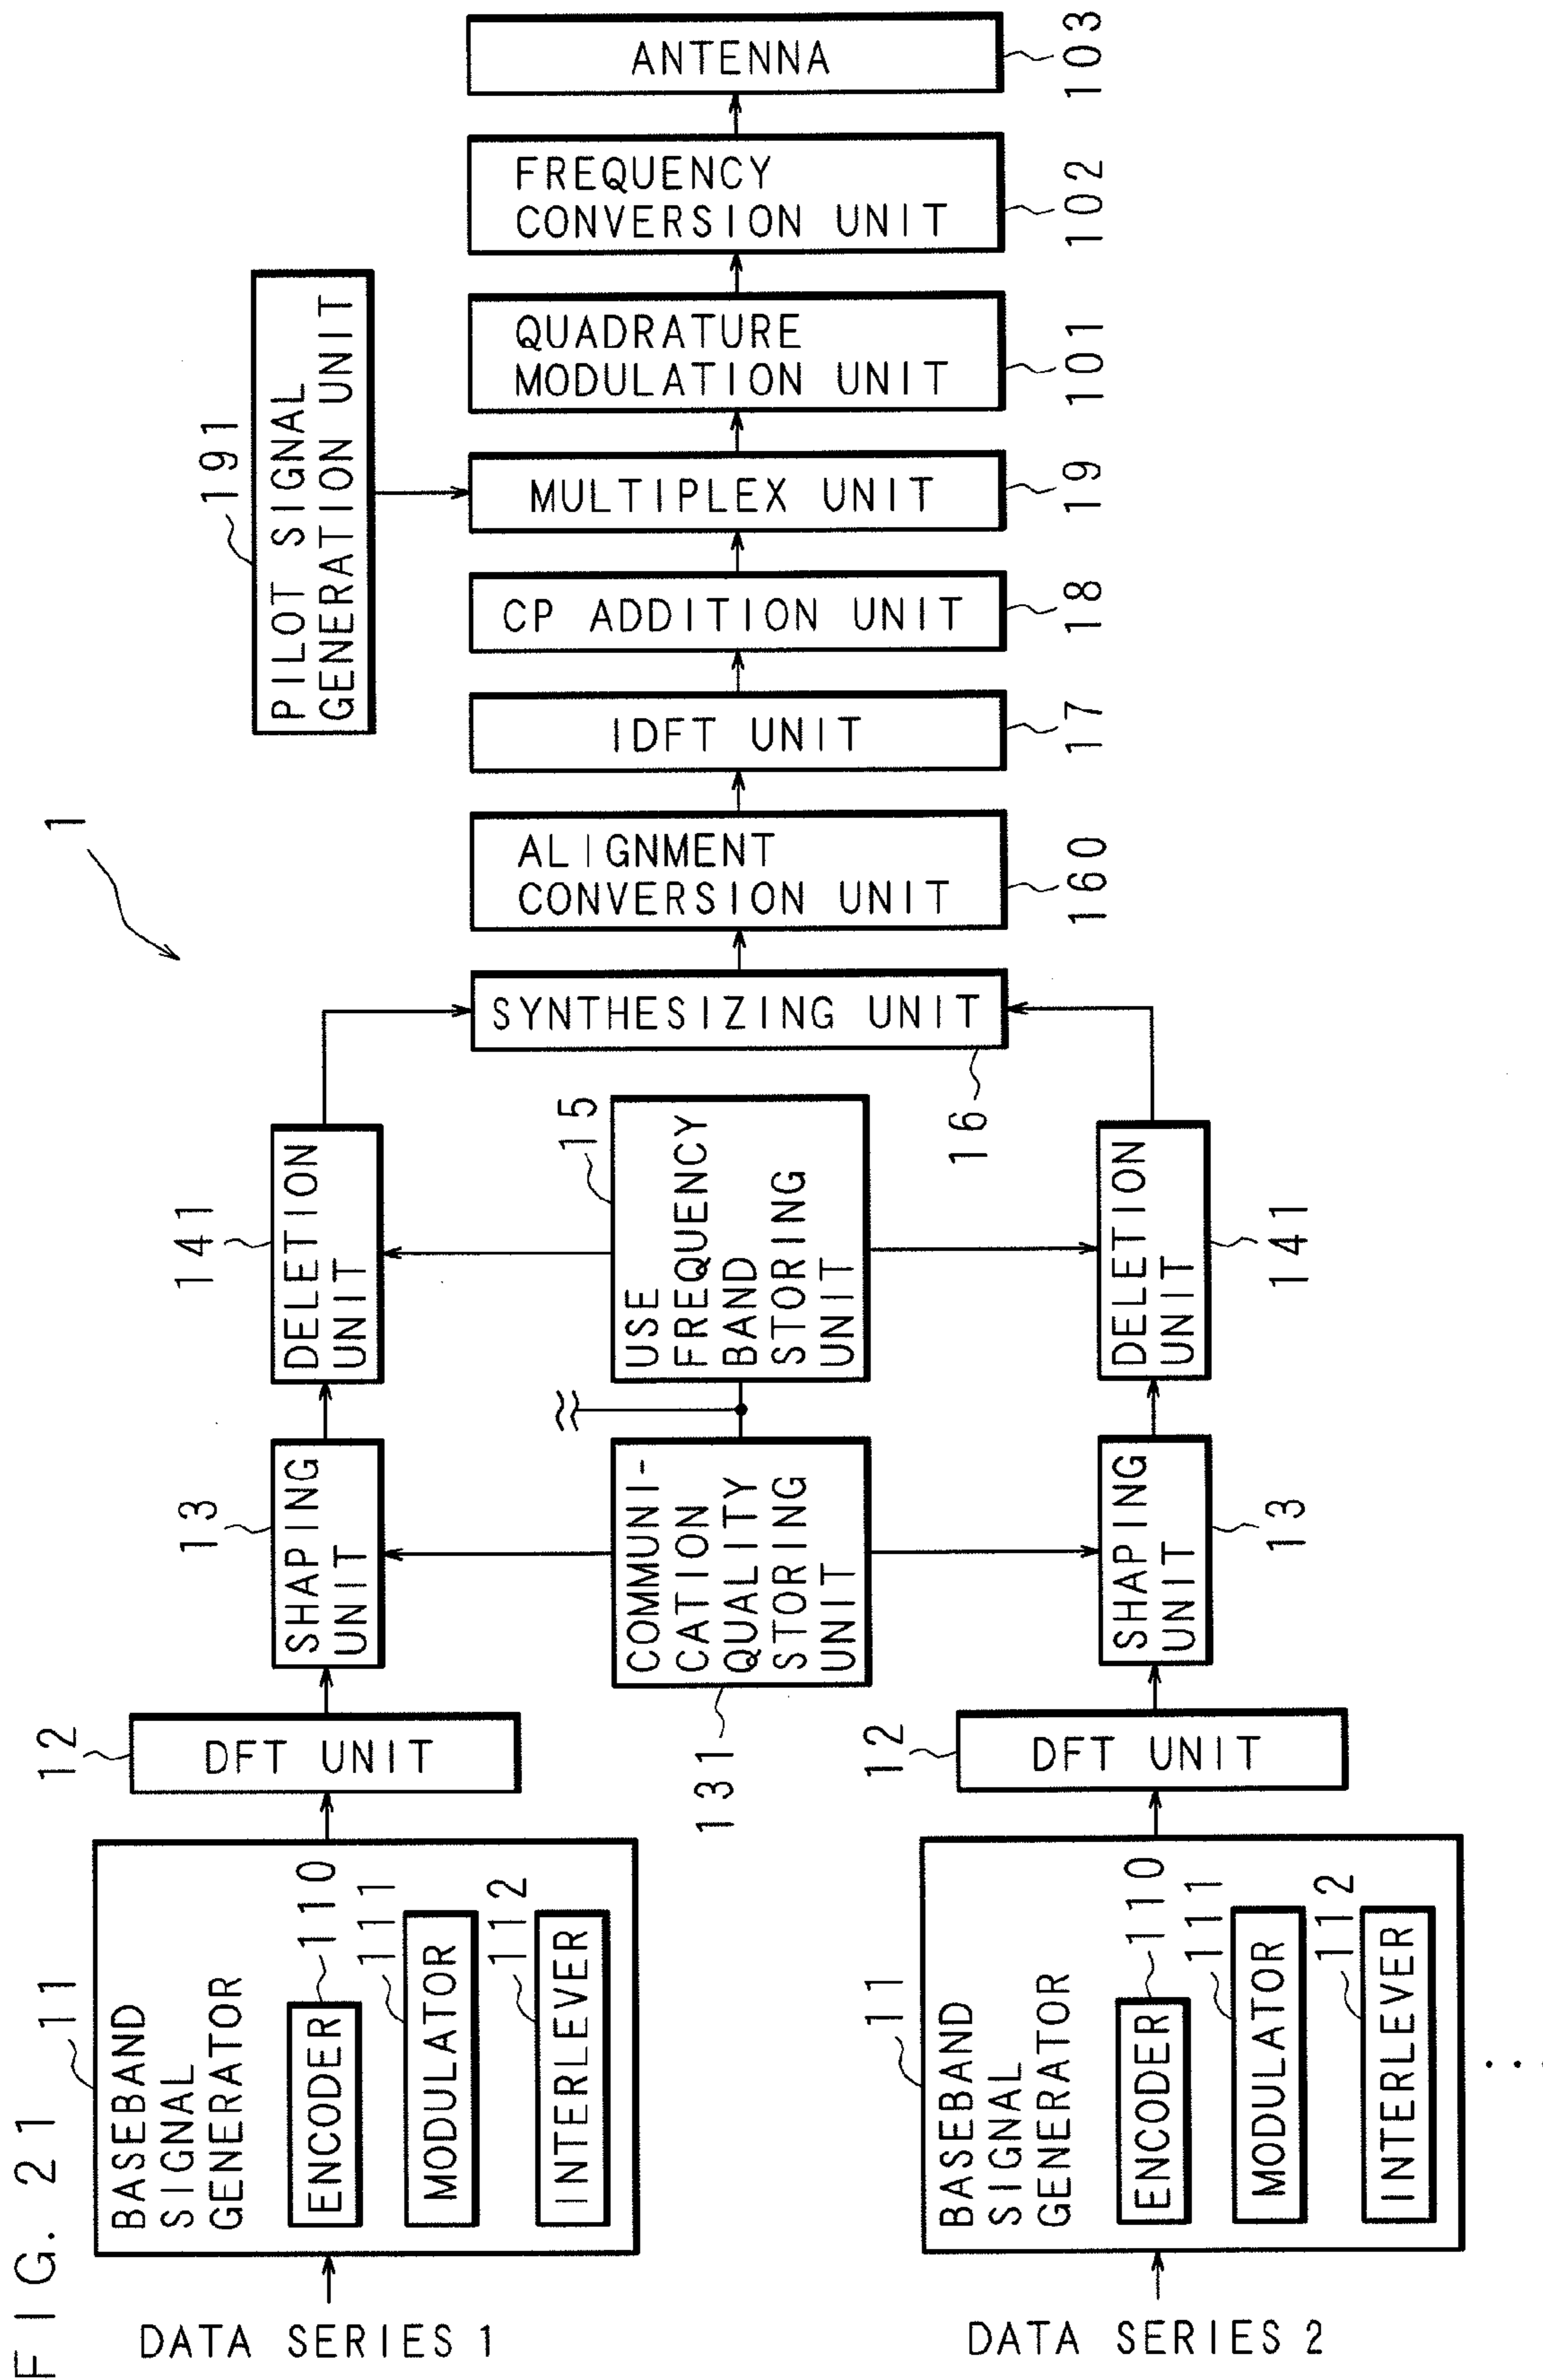 FIG. 21
1
DATA SERIES 1
11
BASEBAND
SIGNAL
GENERATOR
110
ENCODER
111
MODULATOR
112
INTERLEVER
12
DFT UNIT
13
SHAPING
UNIT
141
DELETION
UNIT
131
COMMUNI-
CATION
QUALITY
STORING
UNIT
15
USE
FREQUENCY
BAND
STORING
UNIT
DATA SERIES 2
11
BASEBAND
SIGNAL
GENERATOR
110
ENCODER
111
MODULATOR
112
INTERLEVER
12
DFT UNIT
13
SHAPING
UNIT
141
DELETION
UNIT
SYNTHESIZING UNIT
16
ALIGNMENT
CONVERSION UNIT
160
IDFT UNIT
17
CP ADDITION UNIT
18
191
PILOT SIGNAL
GENERATION UNIT
MULTIPLEX UNIT
19
QUADRATURE
MODULATION UNIT
101
FREQUENCY
CONVERSION UNIT
102
ANTENNA
103